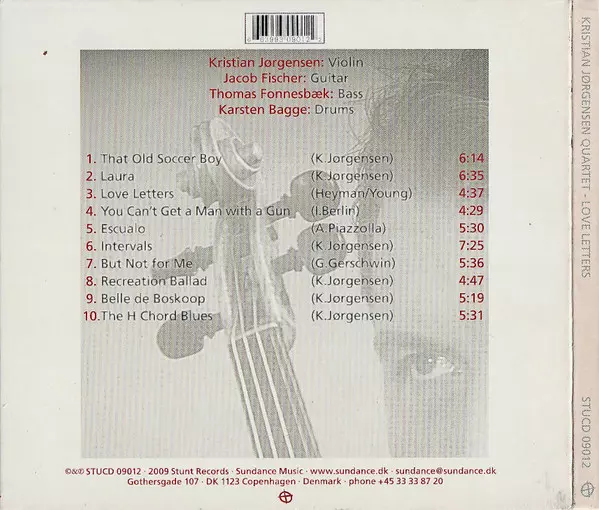 6 63993 09012 2
Kristian Jørgensen: Violin
Jacob Fischer: Guitar
Thomas Fonnesbæk: Bass
Karsten Bagge: Drums
1. That Old Soccer Boy (K.Jørgensen) 6:14
2. Laura (K.Jørgensen) 6:35
3. Love Letters (Heyman/Young) 4:37
4. You Can't Get a Man with a Gun (I.Berlin) 4:29
5. Escualo (A.Piazzolla) 5:30
6. Intervals (K.Jørgensen) 7:25
7. But Not for Me (G.Gerschwin) 5:36
8. Recreation Ballad (K.Jørgensen) 4:47
9. Belle de Boskoop (K.Jørgensen) 5:19
10. The H Chord Blues (K.Jørgensen) 5:31
©&℗ STUCD 09012 · 2009 Stunt Records · Sundance Music · www.sundance.dk · sundance@sundance.dk
Gothersgade 107 · DK 1123 Copenhagen · Denmark · phone +45 33 33 87 20
KRISTIAN JØRGENSEN QUARTET - LOVE LETTERS
STUCD 09012